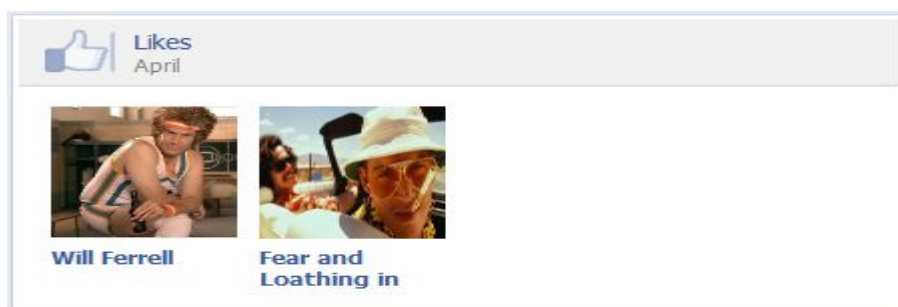 Likes
April
Will Ferrell
Fear and
Loathing in